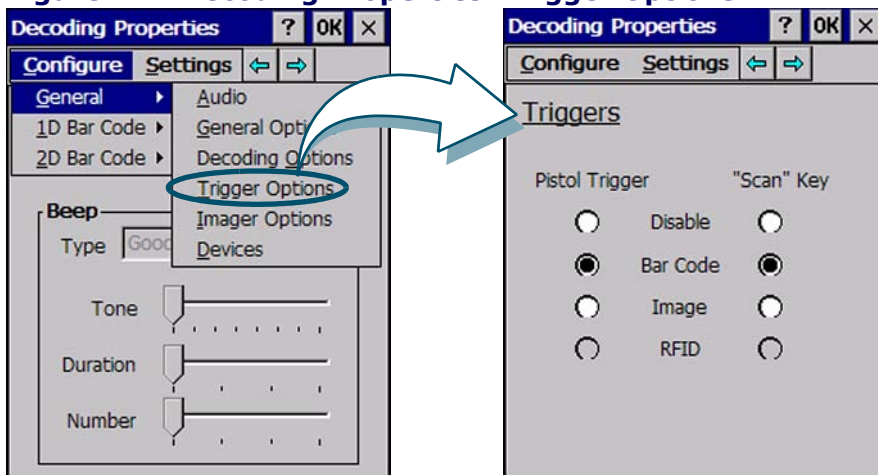 Decoding Properties ? OK ×
Configure Settings
General
1D Bar Code
2D Bar Code
Audio
General
Decoding Options
Trigger Options
Imager Options
Devices
Beep
Type
Tone
Duration
Number
Decoding Properties ? OK ×
Configure Settings
Triggers
Pistol Trigger "Scan" Key
Disable
Bar Code
Image
RFID